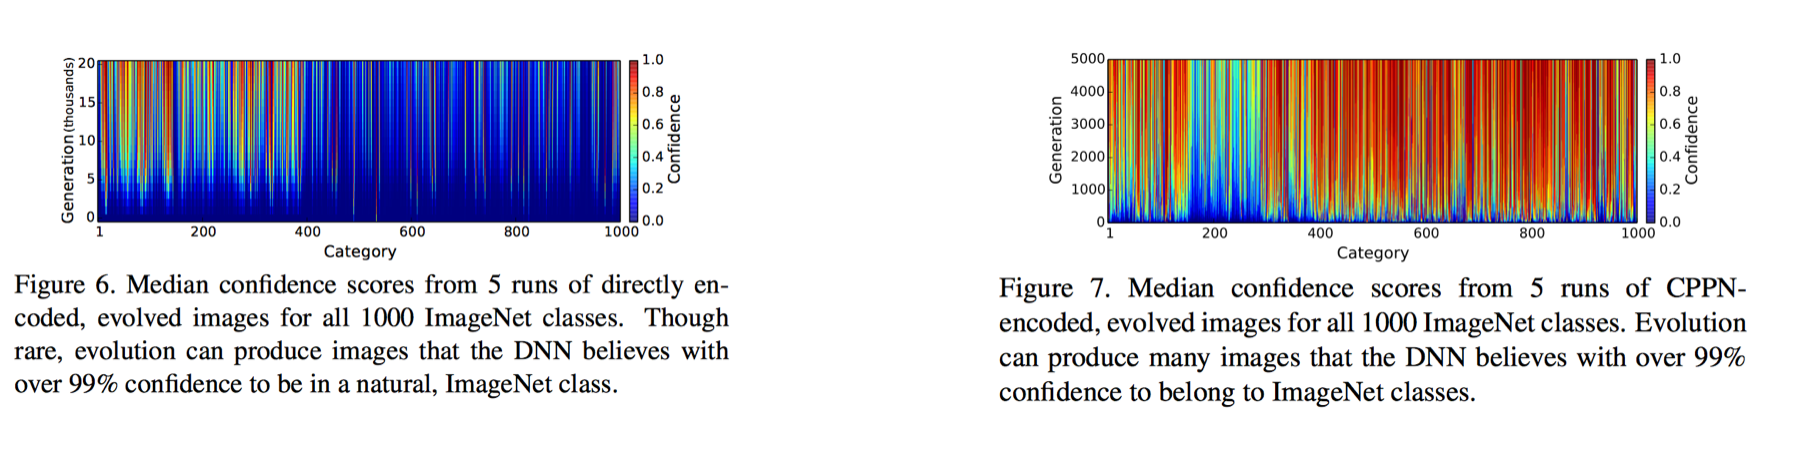 20
15
10
5
0
Generation (thousands)
1
200
400
600
800
1000
Category
1.0
0.8
0.6
0.4
0.2
0.0
Confidence
Figure 6. Median confidence scores from 5 runs of directly en-
coded, evolved images for all 1000 ImageNet classes. Though
rare, evolution can produce images that the DNN believes with
over 99% confidence to be in a natural, ImageNet class.
5000
4000
3000
2000
1000
0
Generation
1
200
400
600
800
1000
Category
1.0
0.8
0.6
0.4
0.2
0.0
Confidence
Figure 7. Median confidence scores from 5 runs of CPPN-
encoded, evolved images for all 1000 ImageNet classes. Evolution
can produce many images that the DNN believes with over 99%
confidence to belong to ImageNet classes.